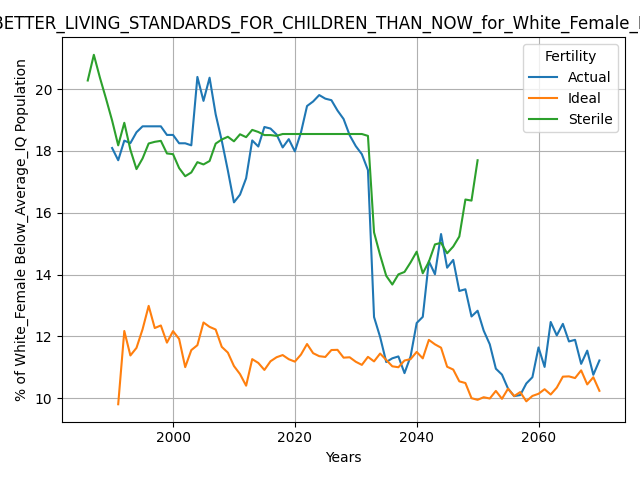 BETTER_LIVING_STANDARDS_FOR_CHILDREN_THAN_NOW_for_White_Female_
% of White_Female Below_Average_IQ Population
Fertility
Actual
Ideal
Sterile
20
18
16
14
12
10
2000
2020
2040
2060
Years